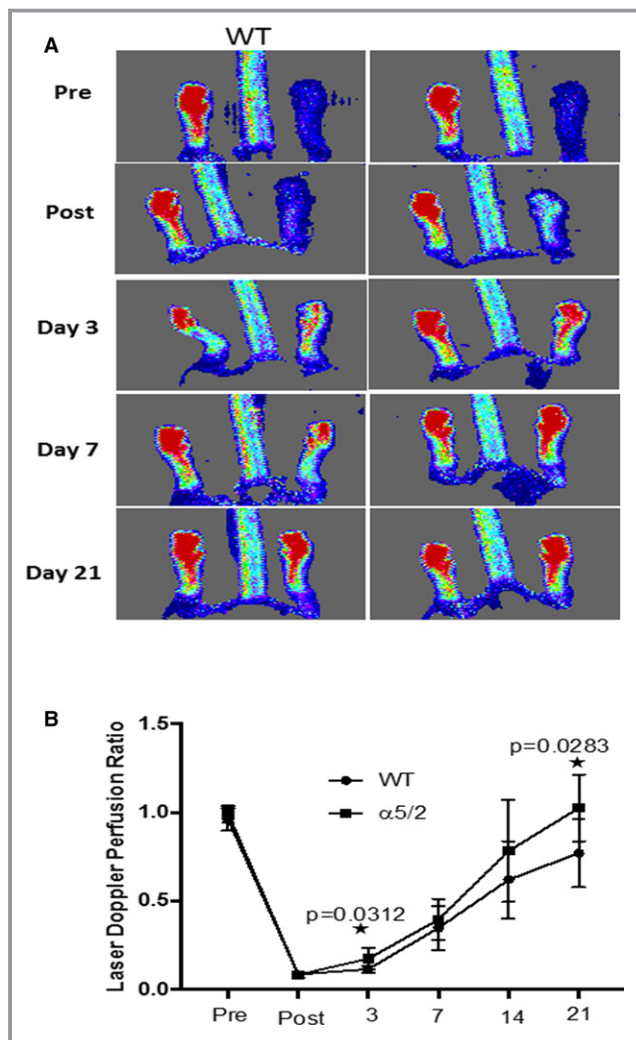 A
WT
Pre
Post
Day 3
Day 7
Day 21
B
Laser Doppler Perfusion Ratio
1.5
1.0
0.5
0.0
p=0.0283
★
WT
α5/2
p=0.0312
★
Pre Post 3 7 14 21